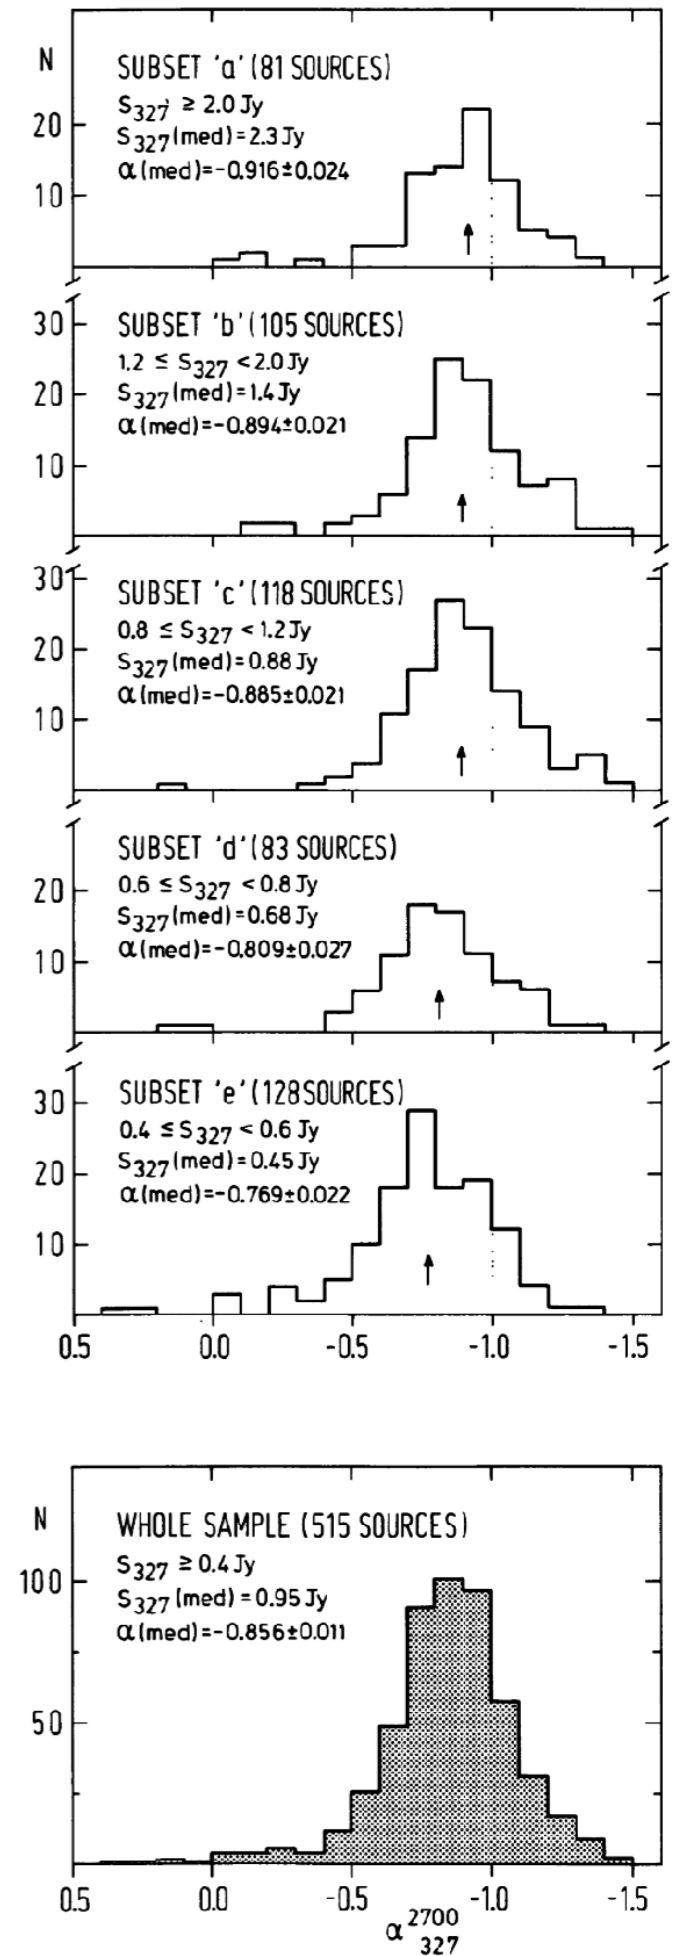 N
SUBSET 'a' (81 SOURCES)
S327 ≥ 2.0 Jy
20
S327(med)=2.3 Jy
α(med)=-0.916±0.024
10
30
SUBSET 'b' (105 SOURCES)
1.2 ≤ S327 < 2.0 Jy
20
S327(med)=1.4 Jy
α(med)=-0.894±0.021
10
30
SUBSET 'c' (118 SOURCES)
0.8 ≤ S327 < 1.2 Jy
20
S327(med)=0.88 Jy
α(med)=-0.885±0.021
10
SUBSET 'd' (83 SOURCES)
20
0.6 ≤ S327 < 0.8 Jy
S327(med)=0.68 Jy
α(med)=-0.809±0.027
10
SUBSET 'e' (128 SOURCES)
30
0.4 ≤ S327 < 0.6 Jy
S327(med)=0.45 Jy
20
α(med)=-0.769±0.022
10
0.5 0.0 -0.5 -1.0 -1.5
N
WHOLE SAMPLE (515 SOURCES)
S327 ≥ 0.4 Jy
100
S327(med)=0.95 Jy
α(med)=-0.856±0.011
50
0.5 0.0 -0.5 -1.0 -1.5
α 2700 327